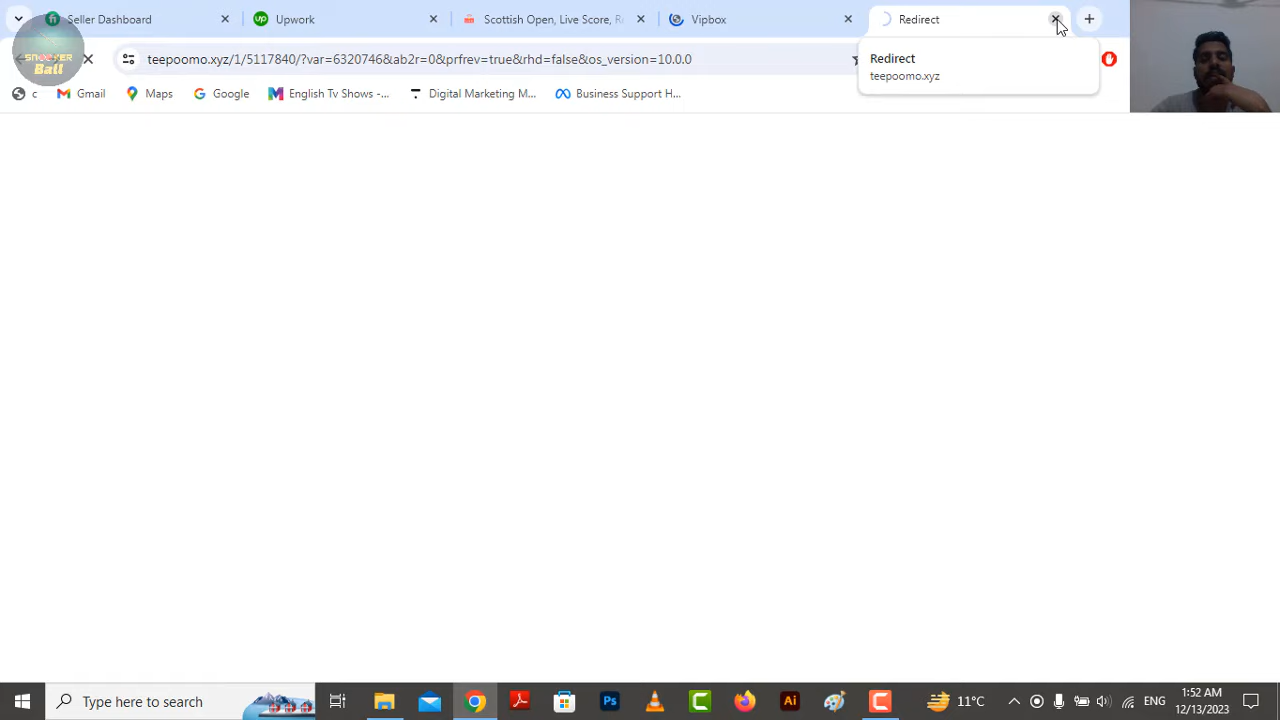 Seller Dashboard
Upwork
Scottish Open, Live Score, R
Vipbox
Redirect
SNOOKER
Ball
teepoomo.xyz/1/5117840/?var=6320746&ab2r=0&prfrev=true&rhd=false&os_version=10.0.0
Redirect
teepoomo.xyz
c
Gmail
Maps
Google
English Tv Shows -...
Digital Marketing M...
Business Support H...
Type here to search
11°C
ENG
1:52 AM
12/13/2023